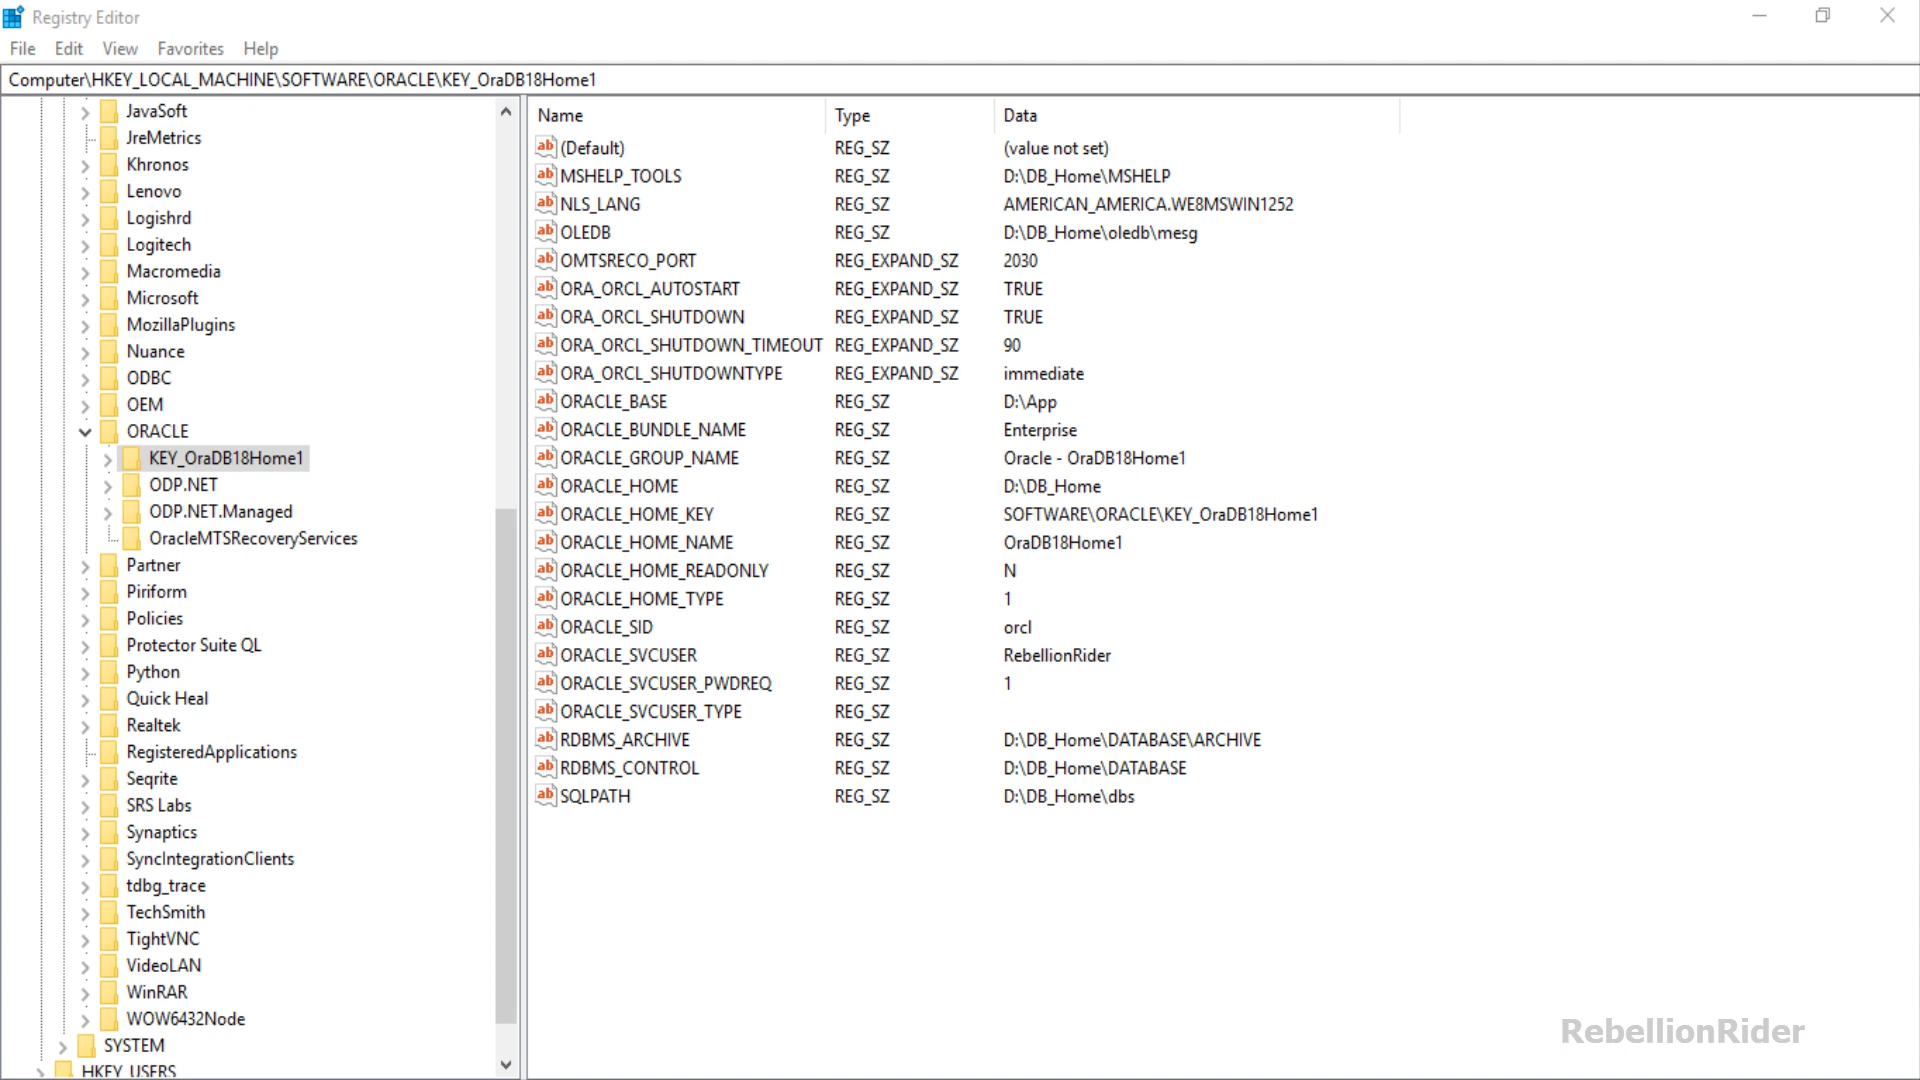 Registry Editor
File Edit View Favorites Help
Computer\HKEY_LOCAL_MACHINE\SOFTWARE\ORACLE\KEY_OraDB18Home1
JavaSoft
JreMetrics
Khronos
Lenovo
Logishrd
Logitech
Macromedia
Microsoft
MozillaPlugins
Nuance
ODBC
OEM
ORACLE
KEY_OraDB18Home1
ODP.NET
ODP.NET.Managed
OracleMTSRecoveryServices
Partner
Piriform
Policies
Protector Suite QL
Python
Quick Heal
Realtek
RegisteredApplications
Seqrite
SRS Labs
Synaptics
SyncIntegrationClients
tdbg_trace
TechSmith
TightVNC
VideoLAN
WinRAR
WOW6432Node
SYSTEM
HKEY_USERS
Name Type Data
(Default) REG_SZ (value not set)
MSHELP_TOOLS REG_SZ D:\DB_Home\MSHELP
NLS_LANG REG_SZ AMERICAN_AMERICA.WE8MSWIN1252
OLEDB REG_SZ D:\DB_Home\oledb\mesg
OMTSRECO_PORT REG_EXPAND_SZ 2030
ORA_ORCL_AUTOSTART REG_EXPAND_SZ TRUE
ORA_ORCL_SHUTDOWN REG_EXPAND_SZ TRUE
ORA_ORCL_SHUTDOWN_TIMEOUT REG_EXPAND_SZ 90
ORA_ORCL_SHUTDOWNTYPE REG_EXPAND_SZ immediate
ORACLE_BASE REG_SZ D:\App
ORACLE_BUNDLE_NAME REG_SZ Enterprise
ORACLE_GROUP_NAME REG_SZ Oracle - OraDB18Home1
ORACLE_HOME REG_SZ D:\DB_Home
ORACLE_HOME_KEY REG_SZ SOFTWARE\ORACLE\KEY_OraDB18Home1
ORACLE_HOME_NAME REG_SZ OraDB18Home1
ORACLE_HOME_READONLY REG_SZ N
ORACLE_HOME_TYPE REG_SZ 1
ORACLE_SID REG_SZ orcl
ORACLE_SVCUSER REG_SZ RebellionRider
ORACLE_SVCUSER_PWDREQ REG_SZ 1
ORACLE_SVCUSER_TYPE REG_SZ
RDBMS_ARCHIVE REG_SZ D:\DB_Home\DATABASE\ARCHIVE
RDBMS_CONTROL REG_SZ D:\DB_Home\DATABASE
SQLPATH REG_SZ D:\DB_Home\dbs
RebellionRider